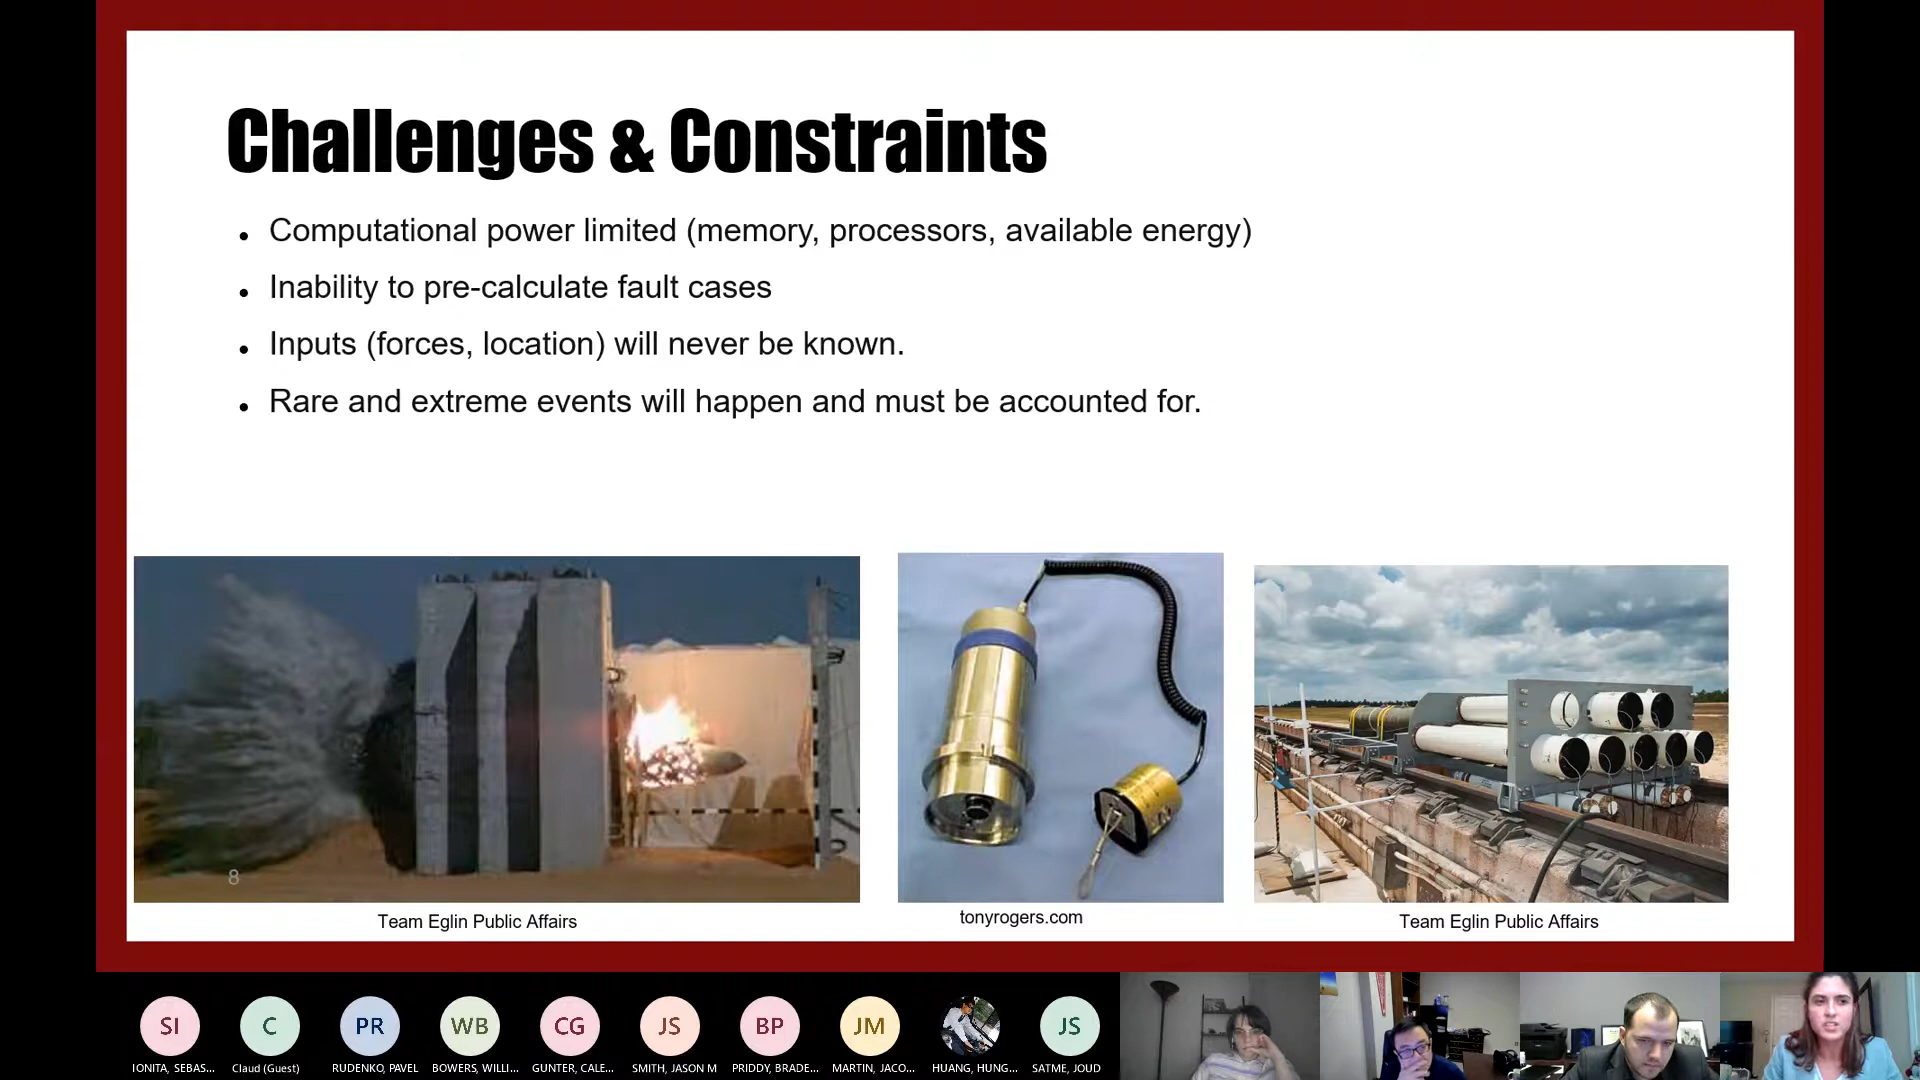 Challenges & Constraints
Computational power limited (memory, processors, available energy)
Inability to pre-calculate fault cases
Inputs (forces, location) will never be known.
Rare and extreme events will happen and must be accounted for.
8
Team Eglin Public Affairs
tonyrogers.com
Team Eglin Public Affairs
SI
C
PR
WB
CG
JS
BP
JM
JS
IONITA, SEBAS...
Claud (Guest)
RUDENKO, PAVEL
BOWERS, WILLI...
GUNTER, CALE...
SMITH, JASON M
PRIDDY, BRADE...
MARTIN, JACO...
HUANG, HUNG...
SATME, JOUD